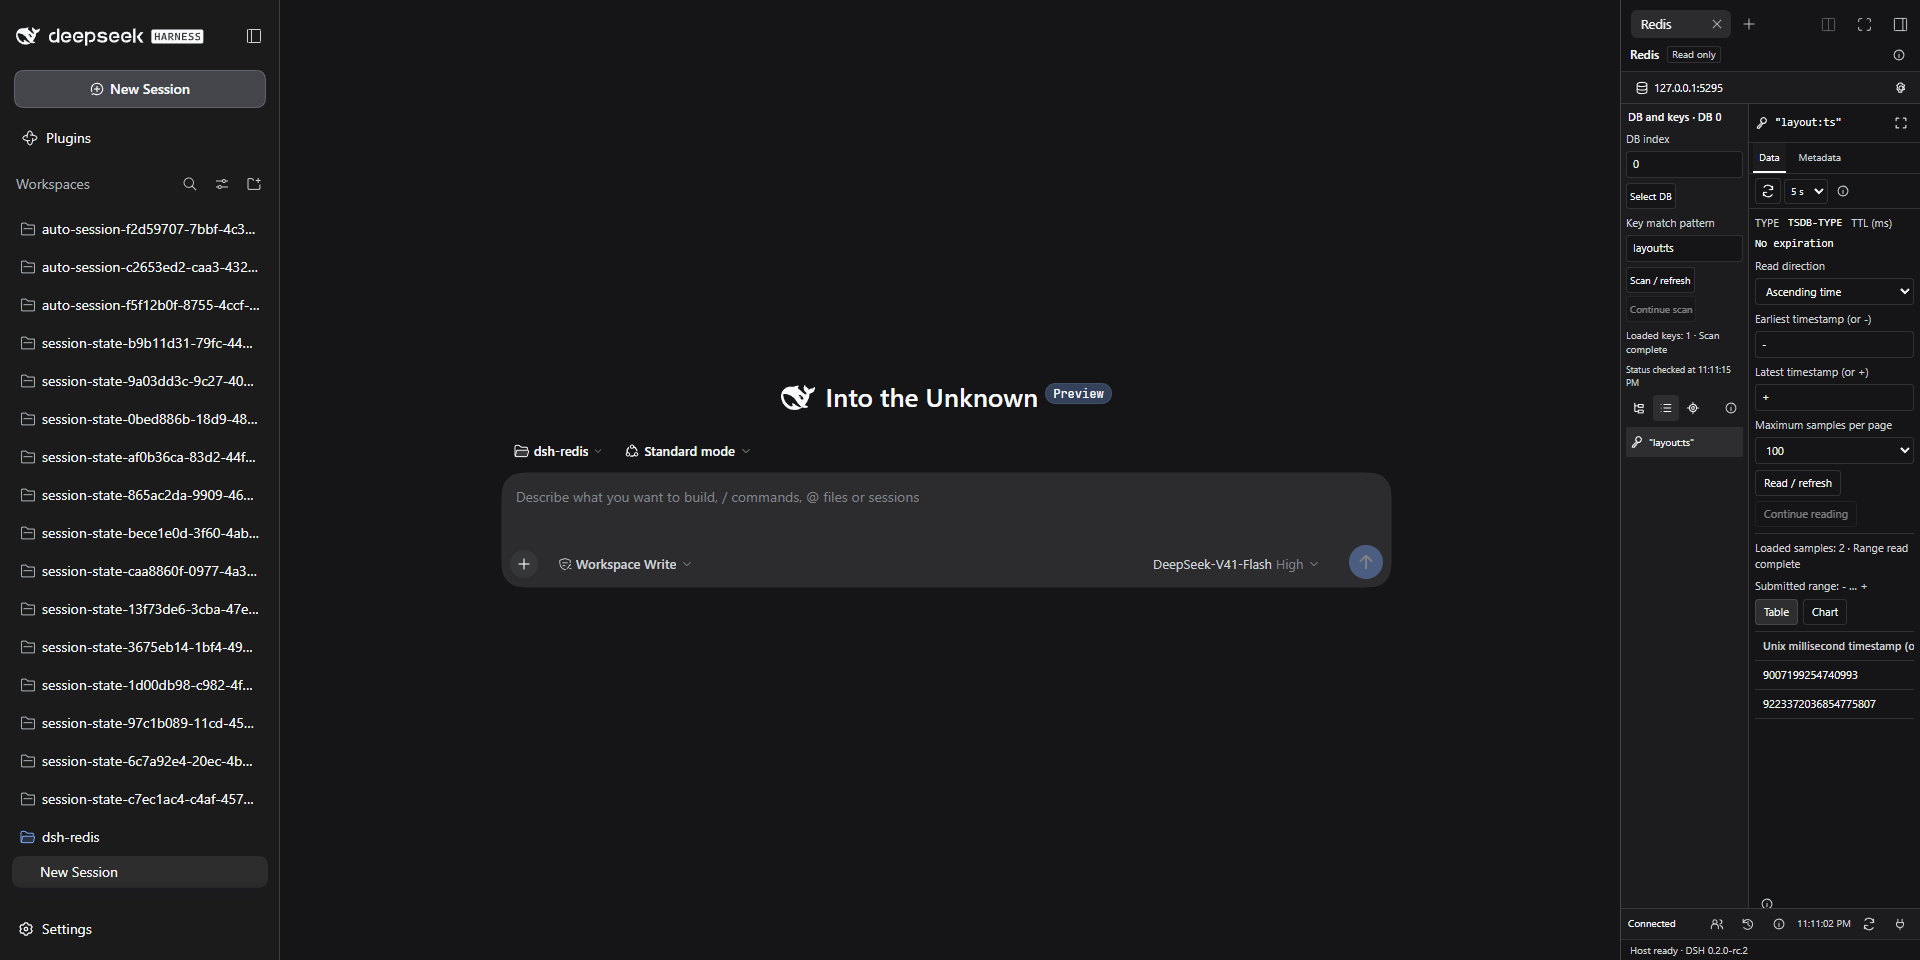 deepseek HARNESS
New Session
Plugins
Workspaces
auto-session-f2d59707-7bbf-4c3...
auto-session-c2653ed2-caa3-432...
auto-session-f5f12b0f-8755-4ccf-...
session-state-b9b11d31-79fc-44...
session-state-9a03dd3c-9c27-40...
session-state-0bed886b-18d9-48...
session-state-af0b36ca-83d2-44f...
session-state-865ac2da-9909-46...
session-state-bece1e0d-3f60-4ab...
session-state-caa8860f-0977-4a3...
session-state-13f73de6-3cba-47e...
session-state-3675eb14-1bf4-49...
session-state-1d00db98-c982-4f...
session-state-97c1b089-11cd-45...
session-state-6c7a92e4-20ec-4b...
session-state-c7ec1ac4-c4af-457...
dsh-redis
New Session
Settings
Into the Unknown Preview
dsh-redis Standard mode
Describe what you want to build, / commands, @ files or sessions
Workspace Write DeepSeek-V41-Flash High
Redis
Redis Read only
127.0.0.1:5295
DB and keys · DB 0
DB index
0
Select DB
Key match pattern
layout:ts
Scan / refresh
Continue scan
Loaded keys: 1 · Scan
complete
Status checked at 11:11:15
PM
"layout:ts"
"layout:ts"
Data Metadata
5 s
TYPE TSDB-TYPE TTL (ms)
No expiration
Read direction
Ascending time
Earliest timestamp (or -)
-
Latest timestamp (or +)
+
Maximum samples per page
100
Read / refresh
Continue reading
Loaded samples: 2 · Range read
complete
Submitted range: - ... +
Table Chart
Unix millisecond timestamp (o
9007199254740993
9223372036854775807
Connected 11:11:02 PM
Host ready · DSH 0.2.0-rc.2